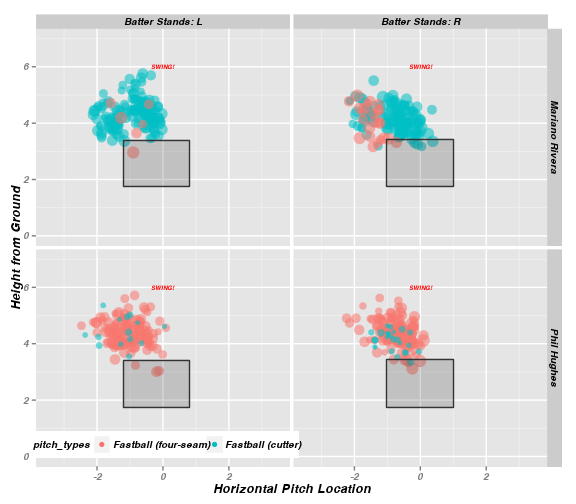 Batter Stands: L
Batter Stands: R
SWING!
SWING!
6
4
2
0
Mariano Rivera
Height from Ground
SWING!
SWING!
6
4
2
0
Phil Hughes
pitch_types
Fastball (four-seam)
Fastball (cutter)
-2
0
2
-2
0
2
Horizontal Pitch Location